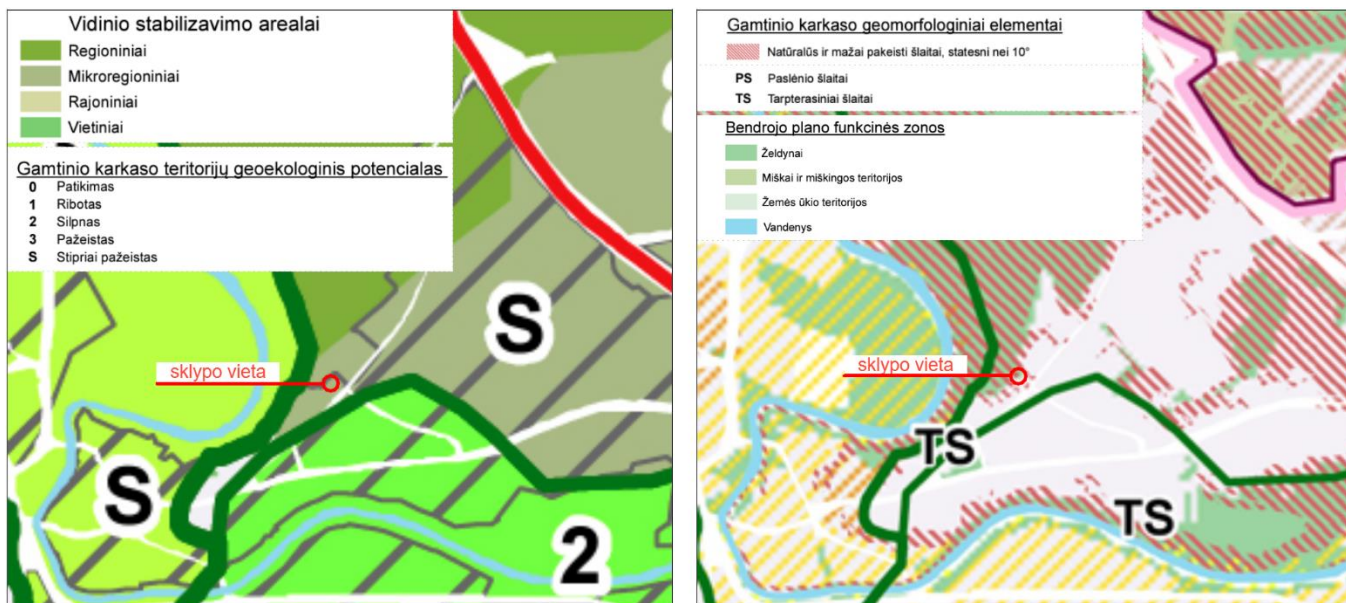 Vidinio stabilizavimo arealai
Regioniniai
Mikroregioniniai
Rajoniniai
Vietiniai
Gamtinio karkaso teritorijų geoekologinis potencialas
0 Patikimas
1 Ribotas
2 Silpnas
3 Pažeistas
S Stipriai pažeistas
S
sklypo vieta
S
2
Gamtinio karkaso geomorfologiniai elementai
Natūralūs ir mažai pakeisti šlaitai, statesni nei 10°
PS Paslėnio šlaitai
TS Tarpterasiniai šlaitai
Bendrojo plano funkcinės zonos
Želdynai
Miškai ir miškingos teritorijos
Žemės ūkio teritorijos
Vandenys
sklypo vieta
TS
TS